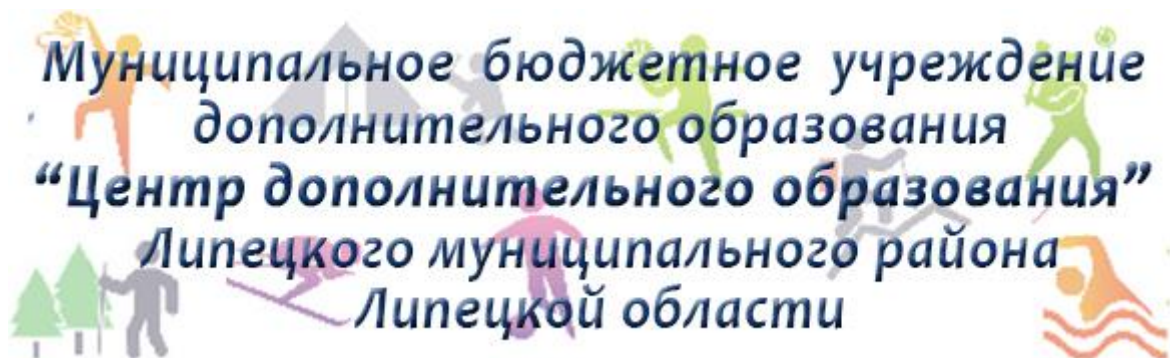 Муниципальное бюджетное учреждение
дополнительного образования
“Центр дополнительного образования”
Липецкого муниципального района
Липецкой области